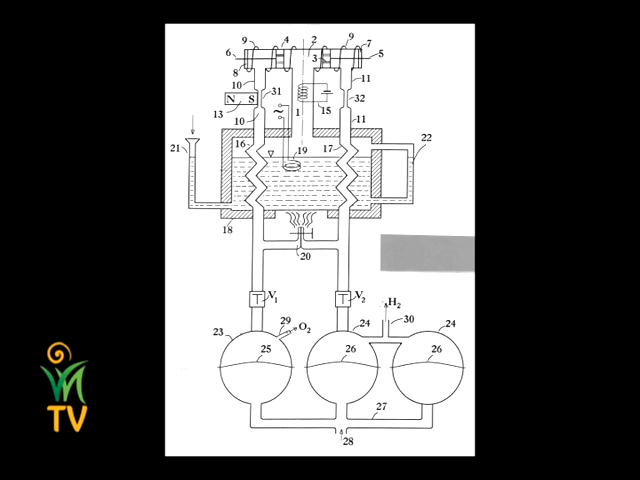 9 4 2 9 7
6 3 5
8
10 11
31 32
N S
13 ~ 1 15
10 11
16 19 17 22
21
18
20
V1 V2
H2
29 O2 24 30 24
23
25 26 26
27
28
TV